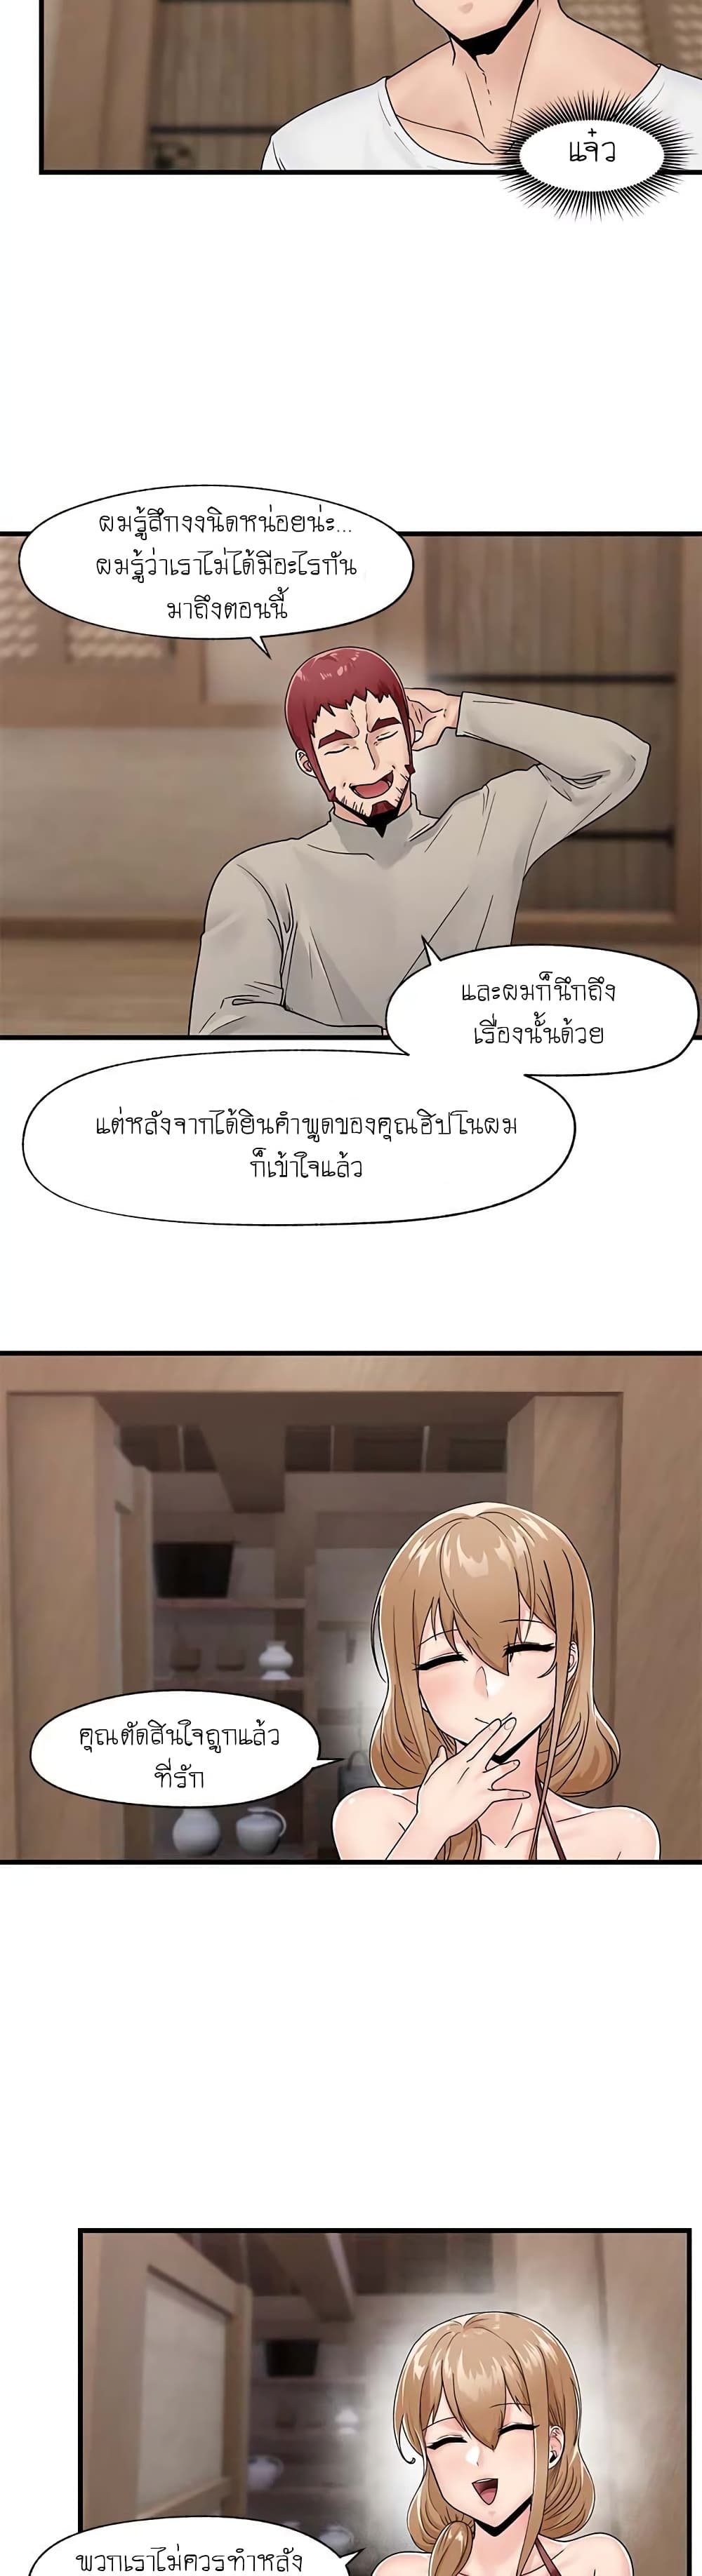 แจ๋ว
ผมรู้สึกงงนิดหน่อยน่ะ...
ผมรู้ว่าเราไม่ได้มีอะไรกัน
มาถึงตอนนี้
และผมก็นึกถึง
เรื่องนั้นด้วย
แต่หลังจากได้ยินคำพูดของคุณฮิปโนผม
ก็เข้าใจแล้ว
คุณตัดสินใจถูกแล้ว
ที่รัก
พวกเราไม่ควรทำหลัง